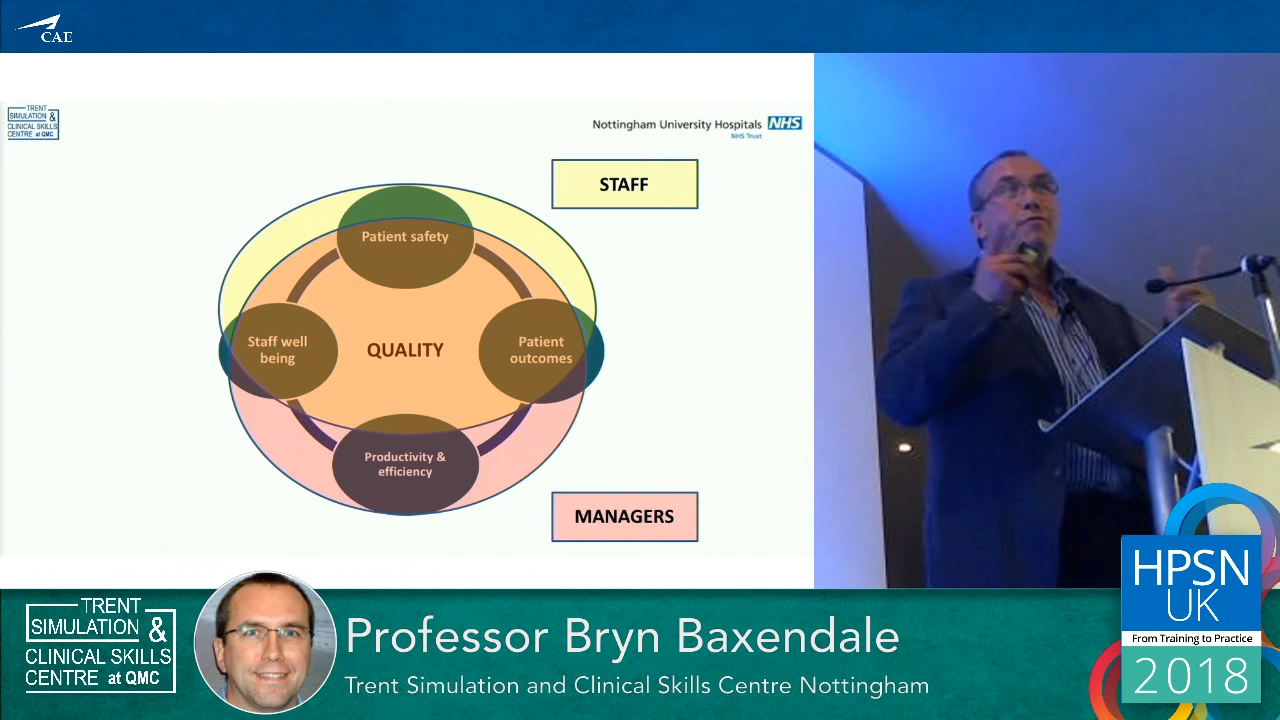 CAE
TRENT
SIMULATION &
CLINICAL SKILLS
CENTRE at QMC
Nottingham University Hospitals NHS
NHS Trust
STAFF
Patient safety
Staff well
being
QUALITY
Patient
outcomes
Productivity &
efficiency
MANAGERS
TRENT
SIMULATION &
CLINICAL SKILLS
CENTRE at QMC
Professor Bryn Baxendale
Trent Simulation and Clinical Skills Centre Nottingham
HPSN
UK
From Training to Practice
2018